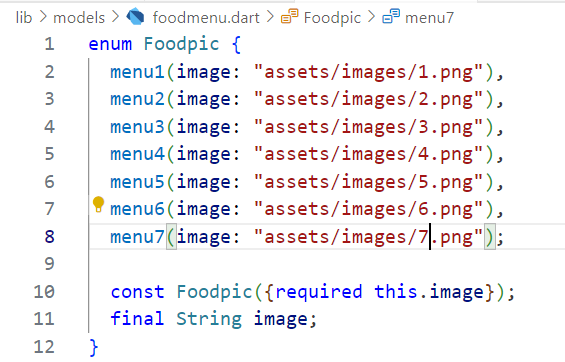 lib > models > foodmenu.dart > Foodpic > menu7
1 enum Foodpic {
2 menu1(image: "assets/images/1.png"),
3 menu2(image: "assets/images/2.png"),
4 menu3(image: "assets/images/3.png"),
5 menu4(image: "assets/images/4.png"),
6 menu5(image: "assets/images/5.png"),
7 menu6(image: "assets/images/6.png"),
8 menu7(image: "assets/images/7.png");
9
10 const Foodpic({required this.image});
11 final String image;
12 }